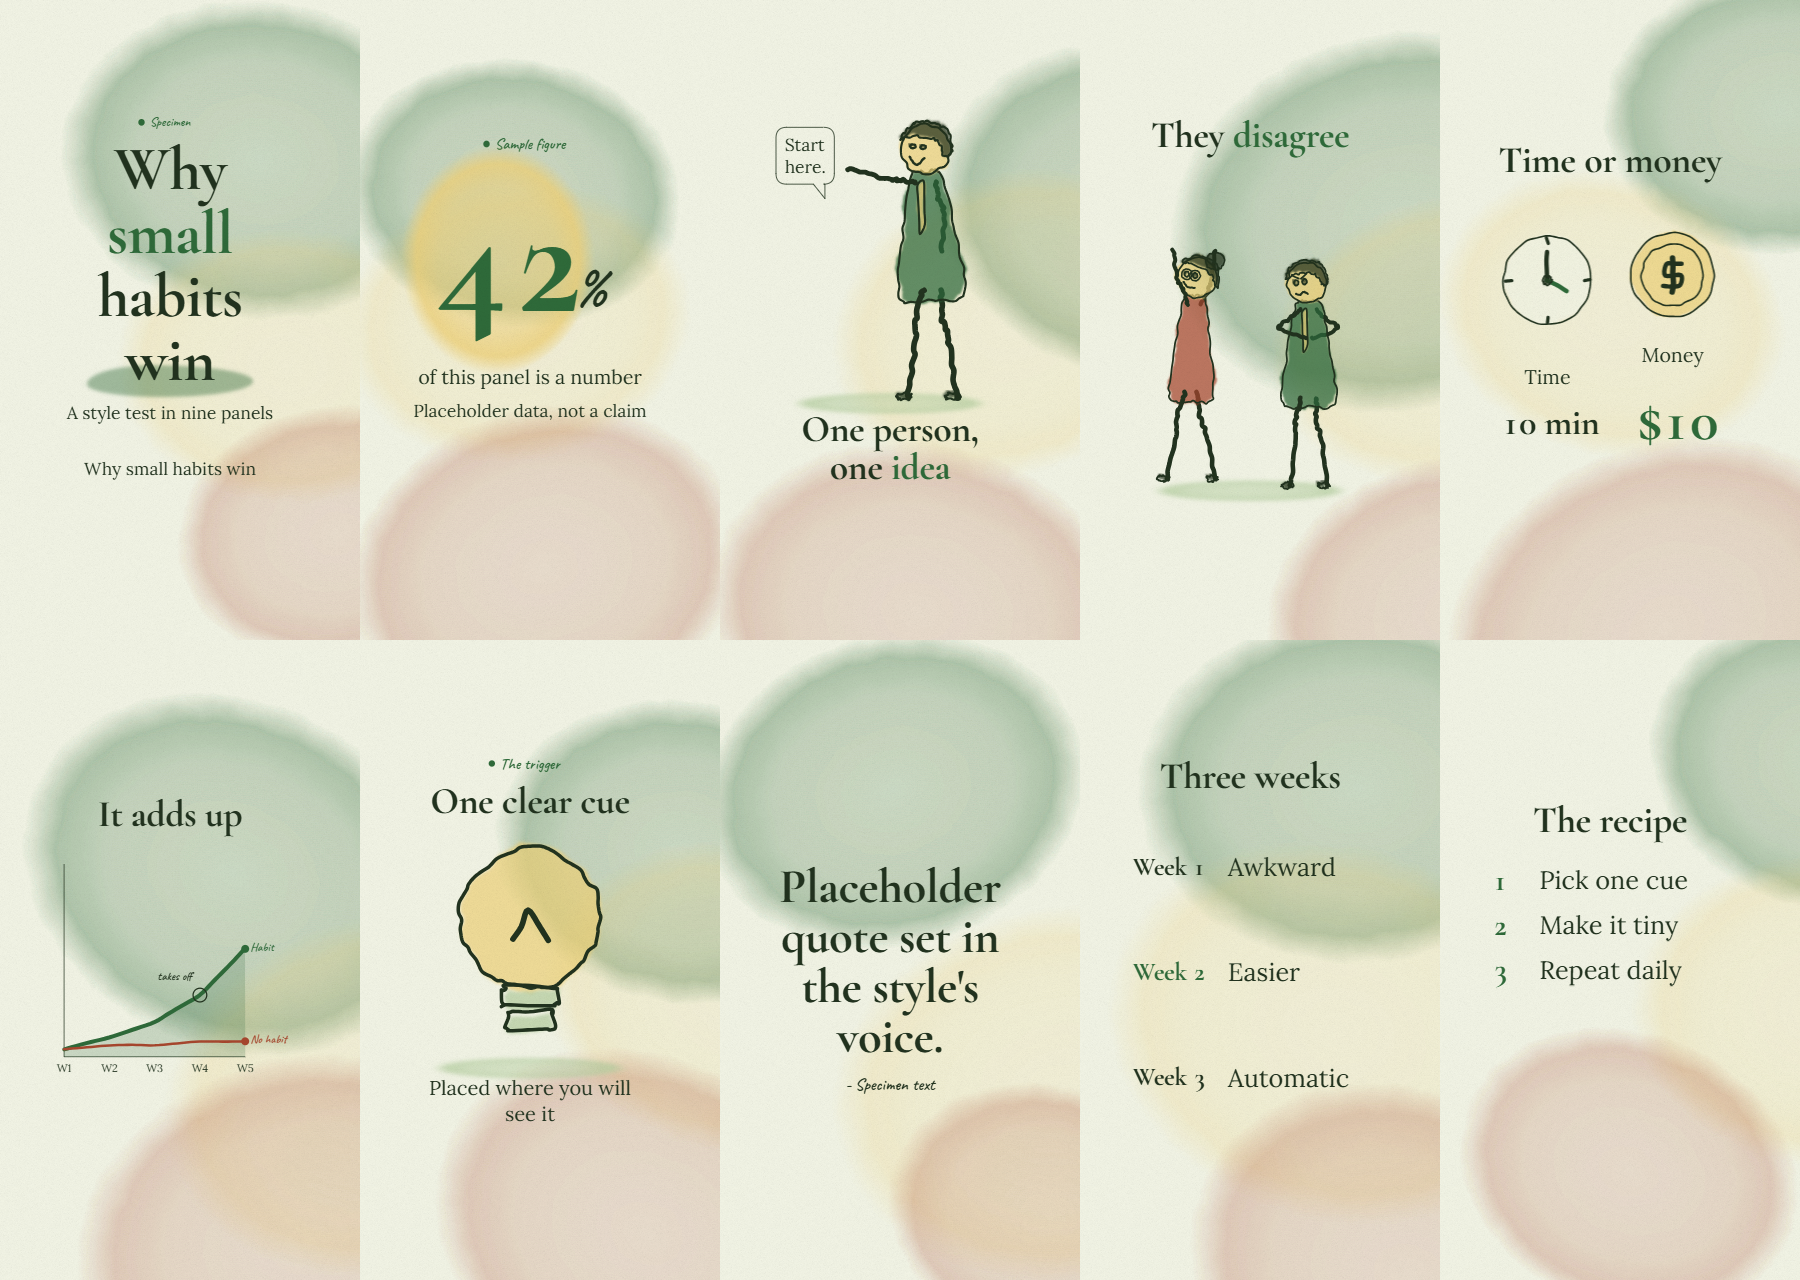 Specimen
Why
small
habits
win
A style test in nine panels
Why small habits win
Sample figure
42%
of this panel is a number
Placeholder data, not a claim
Start
here.
One person,
one idea
They disagree
Time or money
$
Money
Time
10 min
$10
It adds up
Habit
takes off
No habit
W1 W2 W3 W4 W5
The trigger
One clear cue
Placed where you will
see it
Placeholder
quote set in
the style's
voice.
- Specimen text
Three weeks
Week 1 Awkward
Week 2 Easier
Week 3 Automatic
The recipe
1 Pick one cue
2 Make it tiny
3 Repeat daily